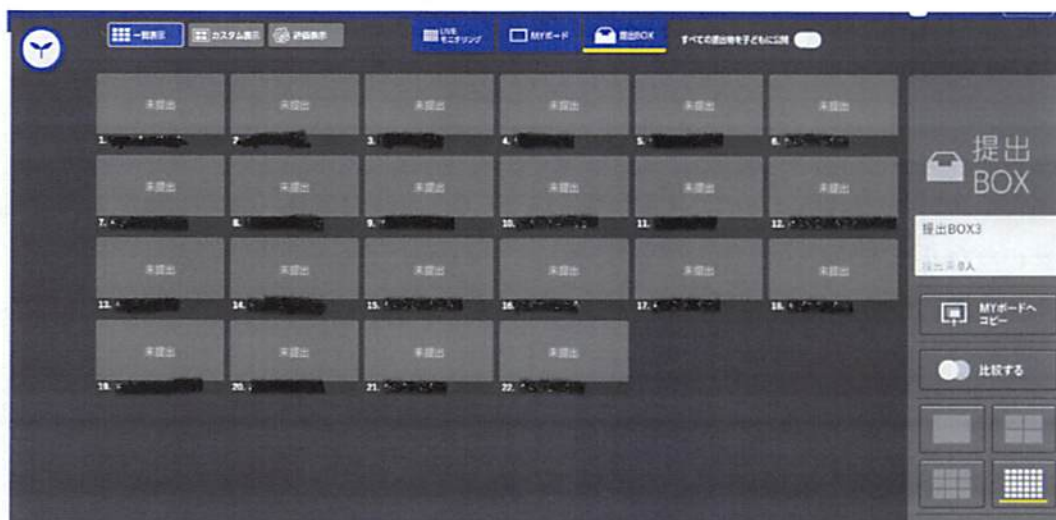 一覧表示 カスタム表示 評価表示 LIVEモニタリング MYボード 提出BOX すべての提出物を子どもに公開
未提出 未提出 未提出 未提出 未提出 未提出
1. 2. 3. 4. 5. 6.
未提出 未提出 未提出 未提出 未提出 未提出
7. 8. 9. 10. 11. 12.
未提出 未提出 未提出 未提出 未提出 未提出
13. 14. 15. 16. 17. 18.
未提出 未提出 未提出 未提出
19. 20. 21. 22.
提出
BOX
提出BOX3
提出済 0人
MYボードへ
コピー
比較する